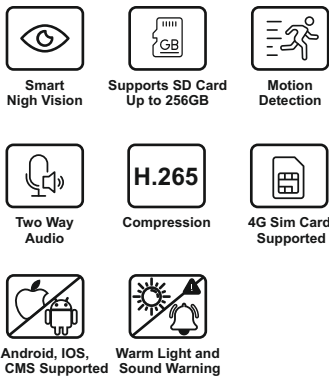 GB
Smart
Nigh Vision
Supports SD Card
Up to 256GB
Motion
Detection
H.265
Two Way
Audio
Compression
4G Sim Card
Supported
Android, IOS,
CMS Supported
Warm Light and
Sound Warning